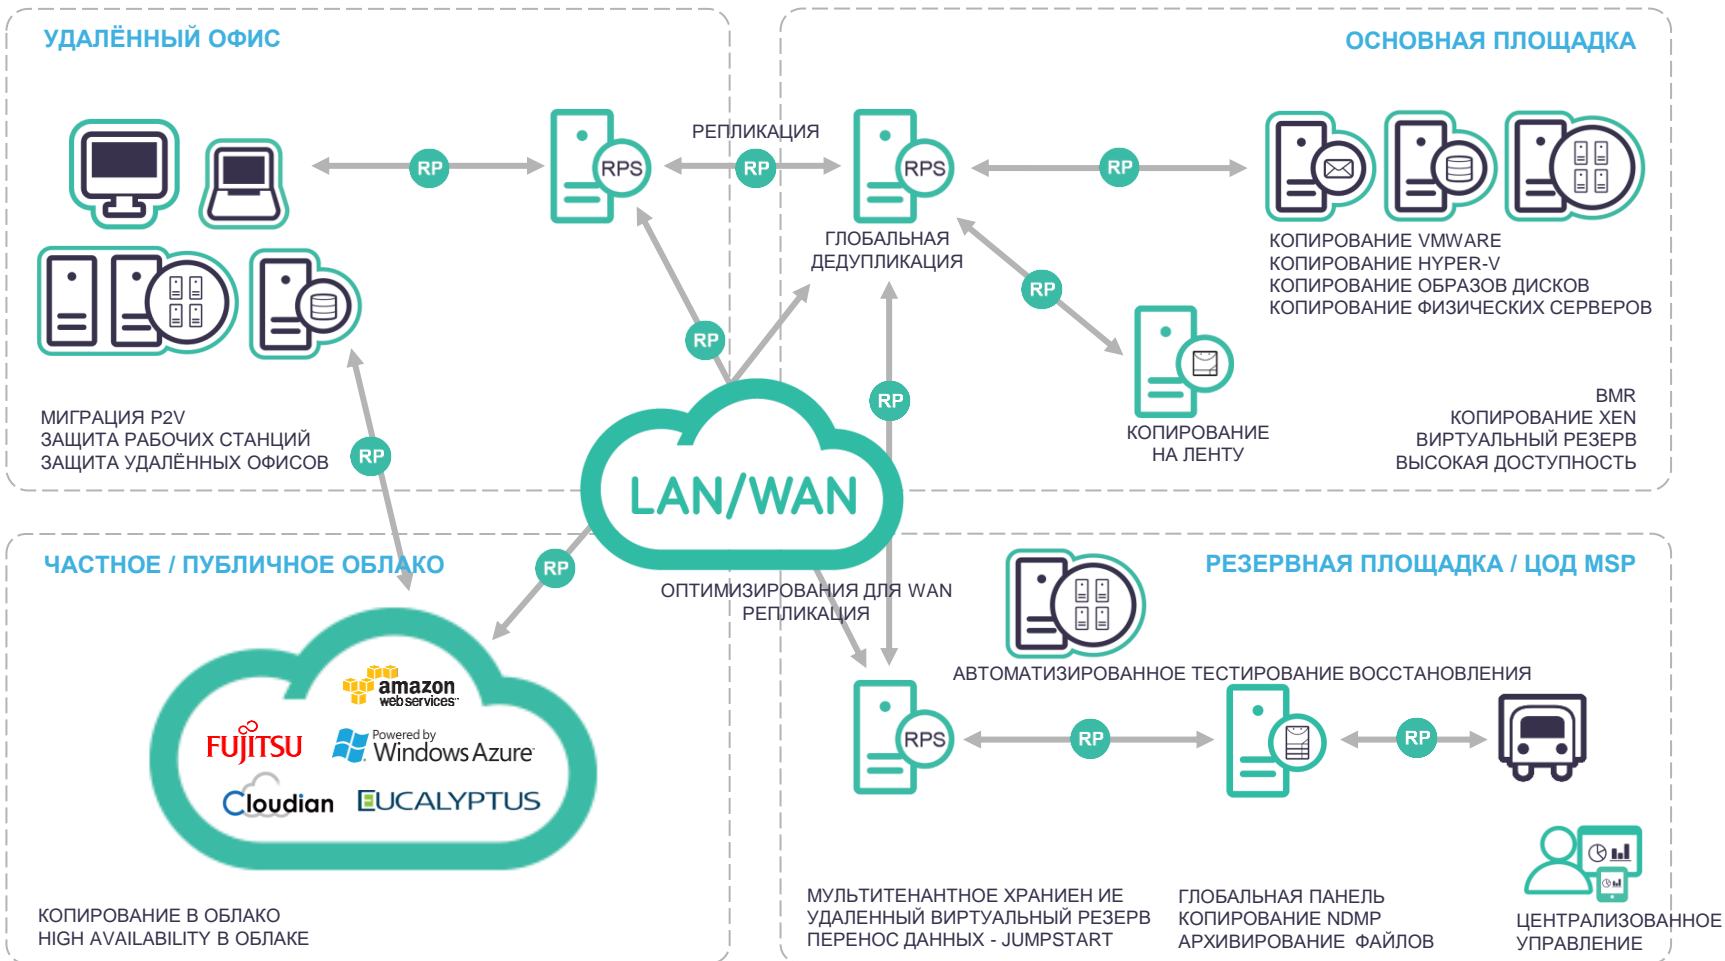 УДАЛЁННЫЙ ОФИС
RP
RPS
РЕПЛИКАЦИЯ
RP
RP
RP
МИГРАЦИЯ P2V
ЗАЩИТА РАБОЧИХ СТАНЦИЙ
ЗАЩИТА УДАЛЁННЫХ ОФИСОВ
ОСНОВНАЯ ПЛОЩАДКА
RPS
RP
ГЛОБАЛЬНАЯ
ДЕДУПЛИКАЦИЯ
RP
RP
КОПИРОВАНИЕ VMWARE
КОПИРОВАНИЕ HYPER-V
КОПИРОВАНИЕ ОБРАЗОВ ДИСКОВ
КОПИРОВАНИЕ ФИЗИЧЕСКИХ СЕРВЕРОВ
КОПИРОВАНИЕ
НА ЛЕНТУ
BMR
КОПИРОВАНИЕ XEN
ВИРТУАЛЬНЫЙ РЕЗЕРВ
ВЫСОКАЯ ДОСТУПНОСТЬ
LAN/WAN
ОПТИМИЗИРОВАНИЯ ДЛЯ WAN
РЕПЛИКАЦИЯ
ЧАСТНОЕ / ПУБЛИЧНОЕ ОБЛАКО
RP
amazon
web services™
FUJITSU
Powered by
Windows Azure
Cloudian
EUCALYPTUS
КОПИРОВАНИЕ В ОБЛАКО
HIGH AVAILABILITY В ОБЛАКЕ
РЕЗЕРВНАЯ ПЛОЩАДКА / ЦОД MSP
АВТОМАТИЗИРОВАННОЕ ТЕСТИРОВАНИЕ ВОССТАНОВЛЕНИЯ
RPS
RP
RP
МУЛЬТИТЕНАНТНОЕ ХРАНИЕН ИЕ
УДАЛЕННЫЙ ВИРТУАЛЬНЫЙ РЕЗЕРВ
ПЕРЕНОС ДАННЫХ - JUMPSTART
ГЛОБАЛЬНАЯ ПАНЕЛЬ
КОПИРОВАНИЕ NDMP
АРХИВИРОВАНИЕ ФАЙЛОВ
ЦЕНТРАЛИЗОВАННОЕ
УПРАВЛЕНИЕ